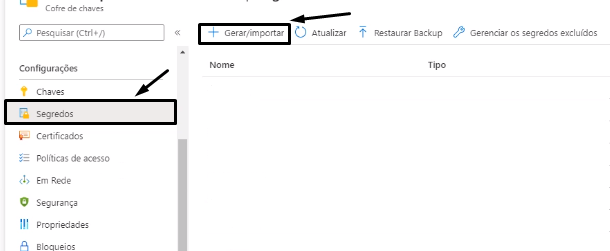 Cofre de chaves
Pesquisar (Ctrl+/)
«
Gerar/importar
Atualizar
Restaurar Backup
Gerenciar os segredos excluídos
Nome
Tipo
Configurações
Chaves
Segredos
Certificados
Políticas de acesso
Em Rede
Segurança
Propriedades
Bloqueios